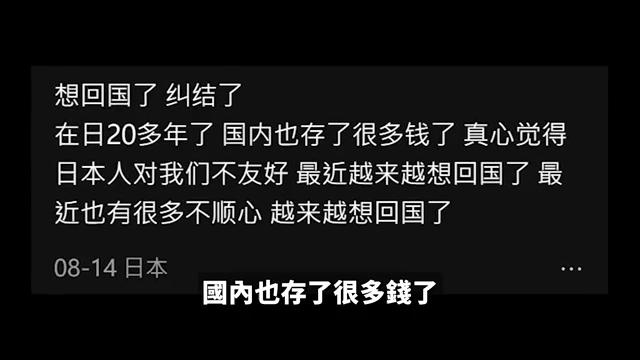 想回国了 纠结了
在日20多年了 国内也存了很多钱了 真心觉得
日本人对我们不友好 最近越来越想回国了 最
近也有很多不顺心 越来越想回国了
08-14 日本
國內也存了很多錢了